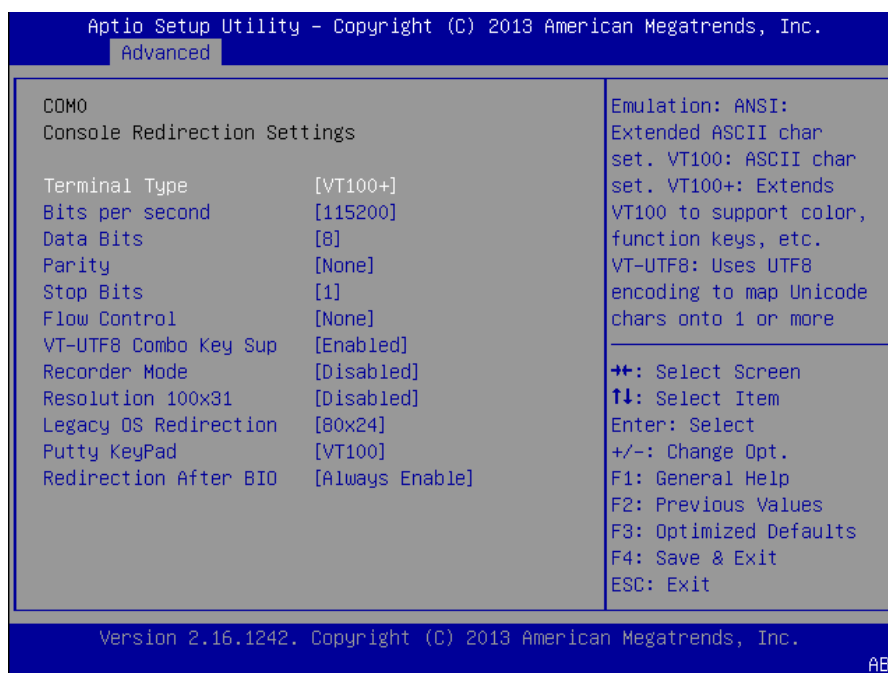 Aptio Setup Utility – Copyright (C) 2013 American Megatrends, Inc.
Advanced
COM0
Console Redirection Settings
Terminal Type [VT100+]
Bits per second [115200]
Data Bits [8]
Parity [None]
Stop Bits [1]
Flow Control [None]
VT-UTF8 Combo Key Sup [Enabled]
Recorder Mode [Disabled]
Resolution 100x31 [Disabled]
Legacy OS Redirection [80x24]
Putty KeyPad [VT100]
Redirection After BIO [Always Enable]
Emulation: ANSI:
Extended ASCII char
set. VT100: ASCII char
set. VT100+: Extends
VT100 to support color,
function keys, etc.
VT-UTF8: Uses UTF8
encoding to map Unicode
chars onto 1 or more
→←: Select Screen
↑↓: Select Item
Enter: Select
+/-: Change Opt.
F1: General Help
F2: Previous Values
F3: Optimized Defaults
F4: Save & Exit
ESC: Exit
Version 2.16.1242. Copyright (C) 2013 American Megatrends, Inc.
AB